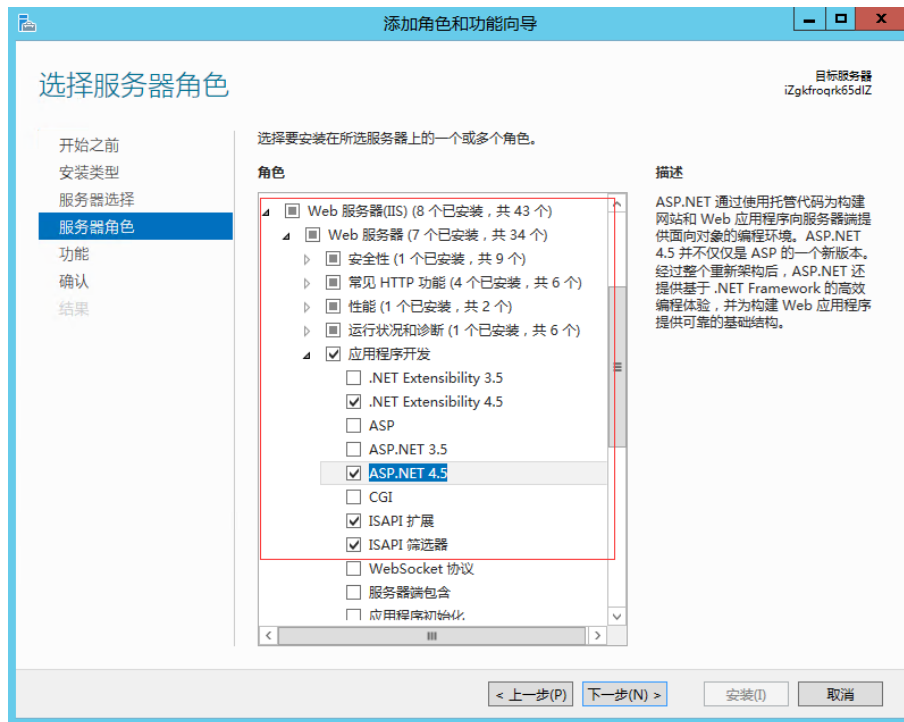 添加角色和功能向导
选择服务器角色
目标服务器
iZgkfroqrk65dlZ
开始之前
安装类型
服务器选择
服务器角色
功能
确认
结果
选择要安装在所选服务器上的一个或多个角色。
角色
Web 服务器(IIS) (8 个已安装，共 43 个)
Web 服务器 (7 个已安装，共 34 个)
安全性 (1 个已安装，共 9 个)
常见 HTTP 功能 (4 个已安装，共 6 个)
性能 (1 个已安装，共 2 个)
运行状况和诊断 (1 个已安装，共 6 个)
应用程序开发
.NET Extensibility 3.5
.NET Extensibility 4.5
ASP
ASP.NET 3.5
ASP.NET 4.5
CGI
ISAPI 扩展
ISAPI 筛选器
WebSocket 协议
服务器端包含
应用程序初始化
描述
ASP.NET 通过使用托管代码为构建
网站和 Web 应用程序向服务器端提
供面向对象的编程环境。ASP.NET
4.5 并不仅仅是 ASP 的一个新版本。
经过整个重新架构后，ASP.NET 还
提供基于 .NET Framework 的高效
编程体验，并为构建 Web 应用程序
提供可靠的基础结构。
< 上一步(P)
下一步(N) >
安装(I)
取消